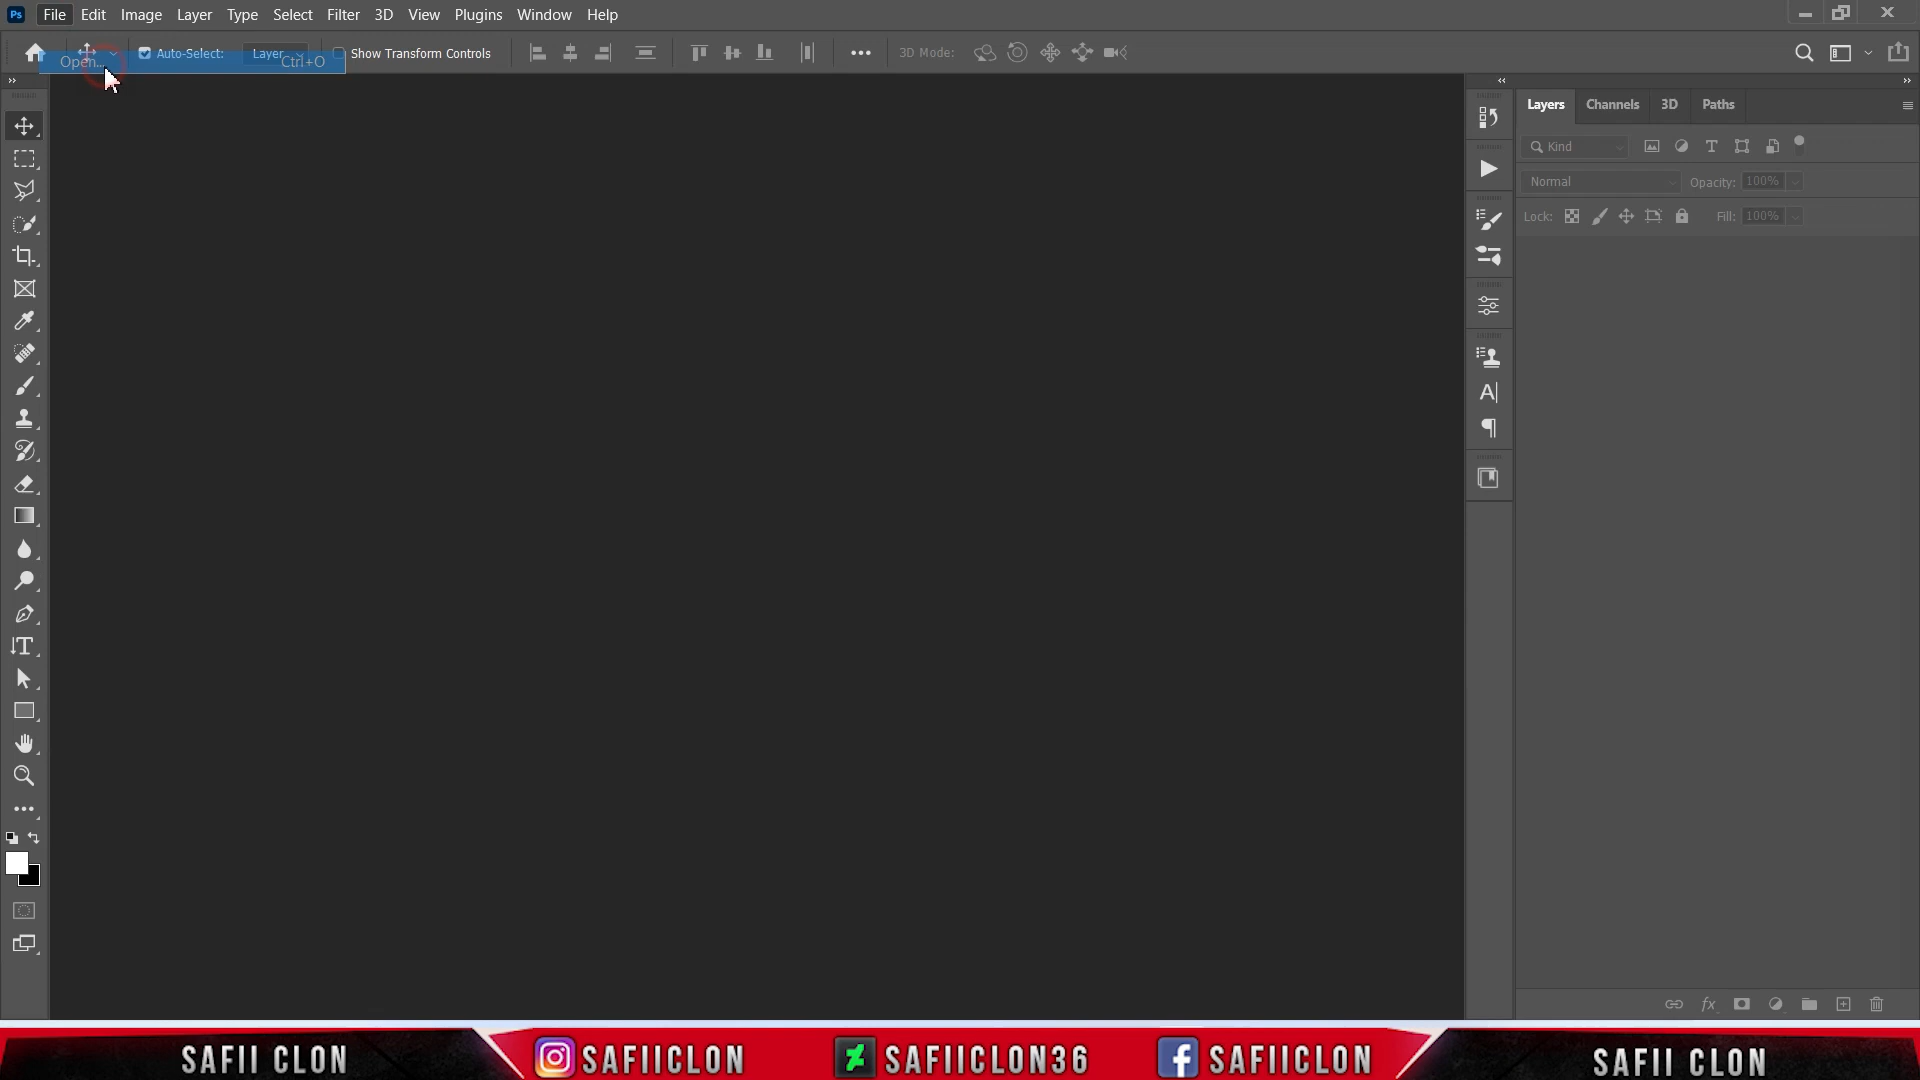 Ps File Edit Image Layer Type Select Filter 3D View Plugins Window Help
Auto-Select: Layer Show Transform Controls 3D Mode:
Open... Ctrl+O
Layers Channels 3D Paths
Kind
Normal Opacity: 100%
Lock: Fill: 100%
SAFII CLON SAFIICLON SAFIICLON36 SAFIICLON SAFII CLON